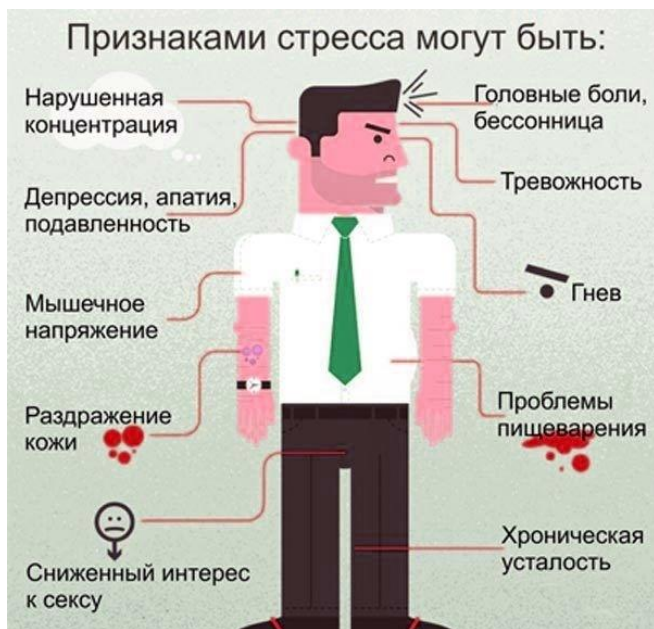 Признаками стресса могут быть:
Нарушенная
концентрация
Головные боли,
бессонница
Депрессия, апатия,
подавленность
Тревожность
Мышечное
напряжение
Гнев
Раздражение
кожи
Проблемы
пищеварения
Сниженный интерес
к сексу
Хроническая
усталость